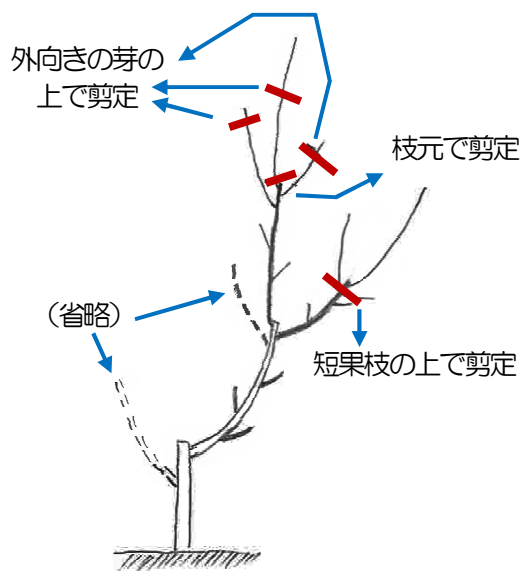 外向きの芽の
上で剪定
枝元で剪定
（省略）
短果枝の上で剪定